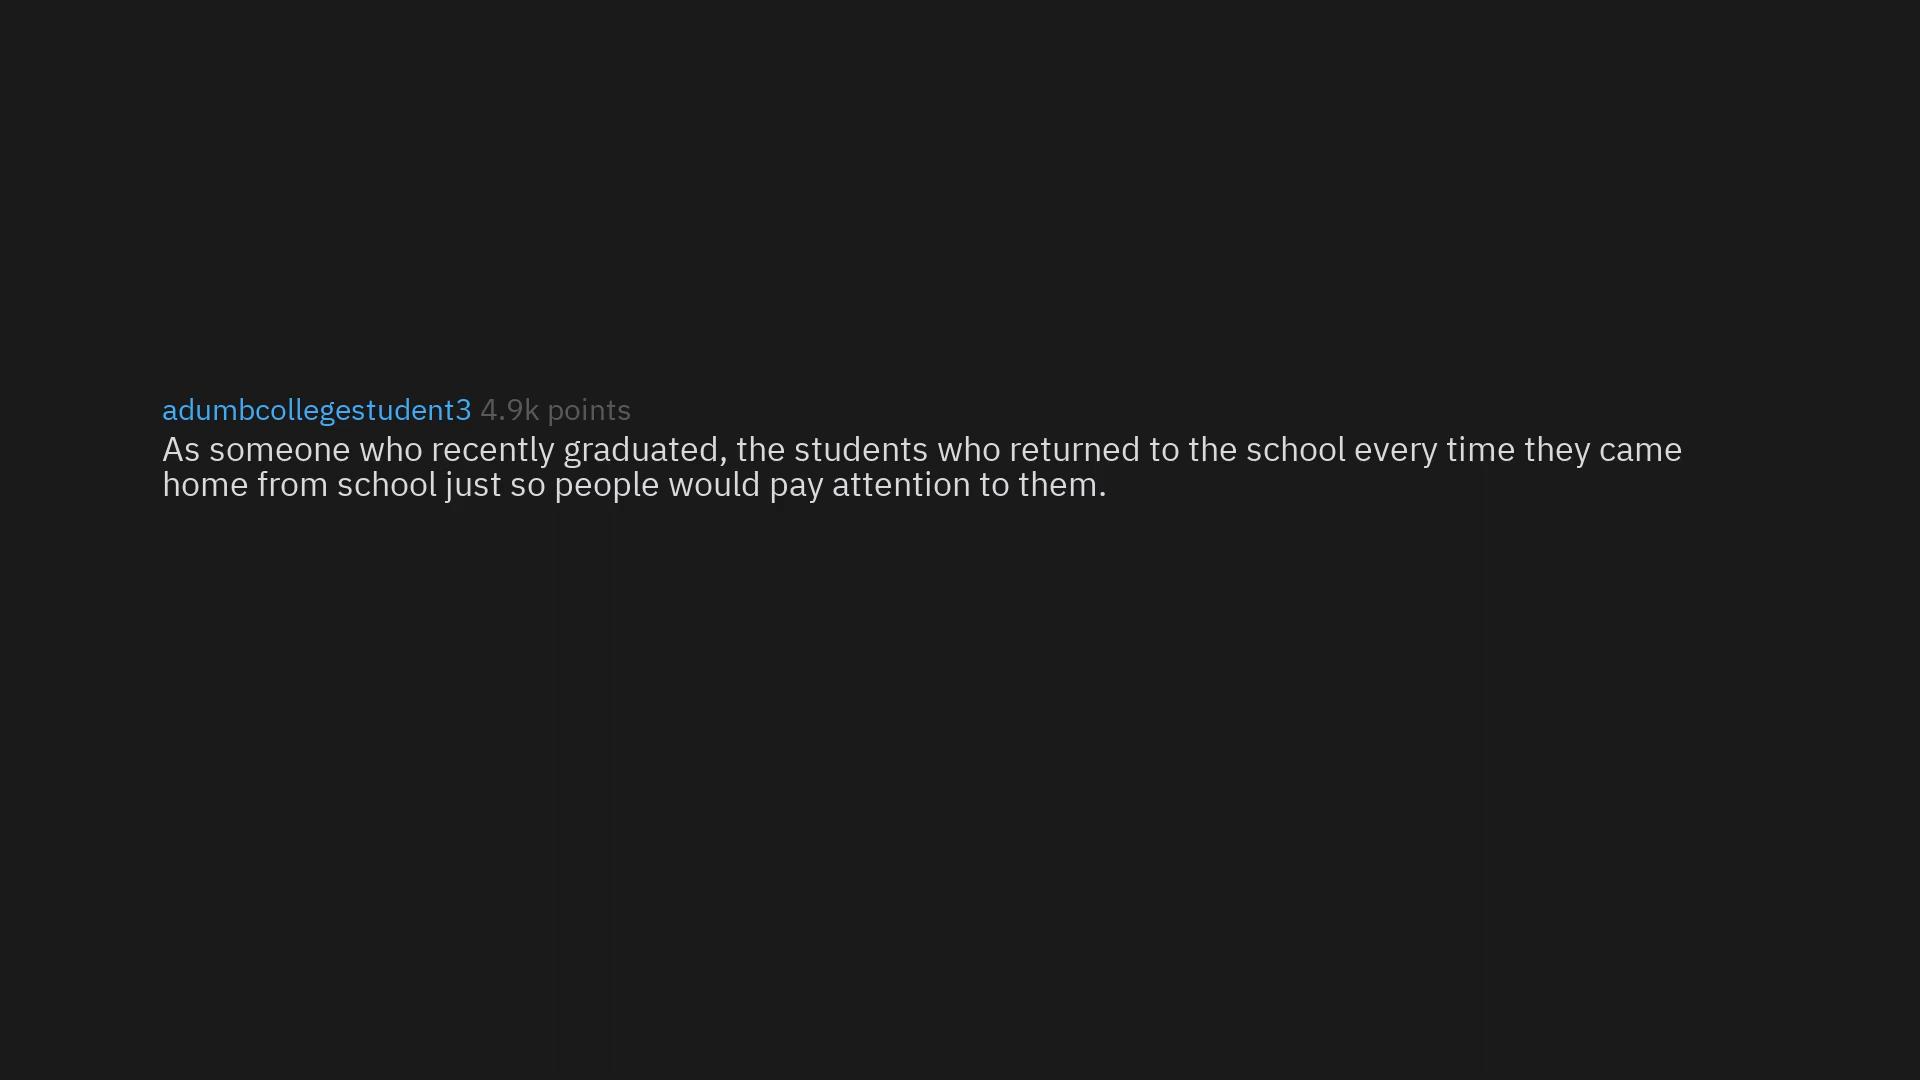 adumbcollegestudent3 4.9k points
As someone who recently graduated, the students who returned to the school every time they came
home from school just so people would pay attention to them.